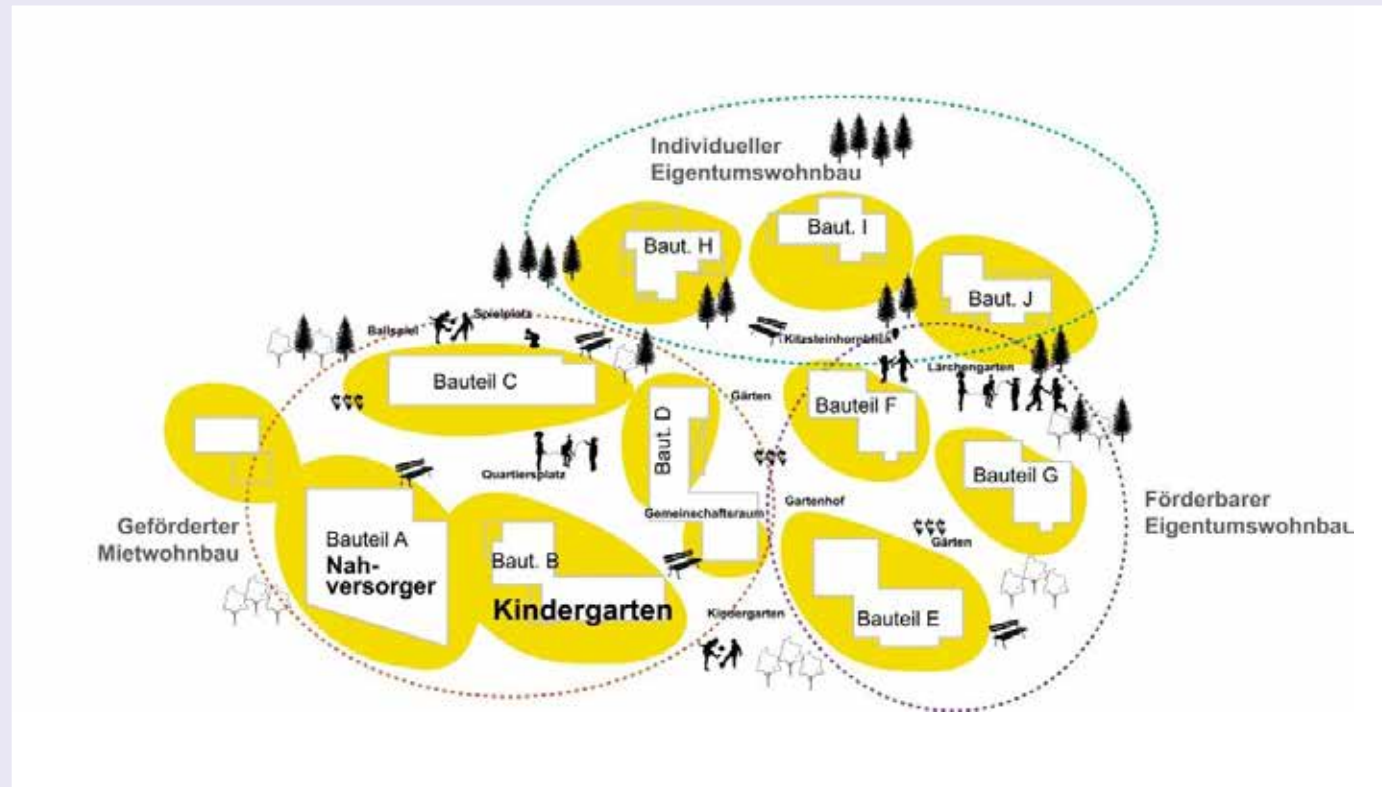 Individueller
Eigentumswohnbau
Baut. H
Baut. I
Baut. J
Spielplatz
Ballspiel
Kitzsteinhornblick
Lärchengarten
Bauteil C
Baut. D
Gärten
Bauteil F
Quartiersplatz
Bauteil G
Gartenhof
Gemeinschaftsraum
Geförderter
Mietwohnbau
Förderbarer
Eigentumswohnbau
Bauteil A
Nah-
versorger
Baut. B
Kindergarten
Gärten
Kindergarten
Bauteil E